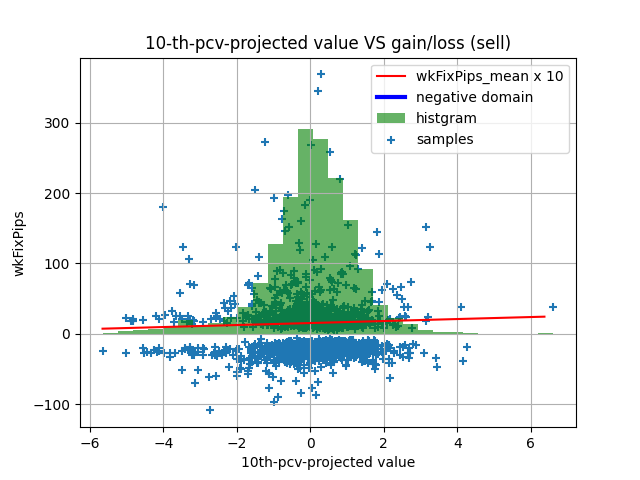 10-th-pcv-projected value VS gain/loss (sell)
wkFixPips_mean x 10
negative domain
histgram
samples
wkFixPips
300
200
100
0
−100
−6 −4 −2 0 2 4 6
10th-pcv-projected value